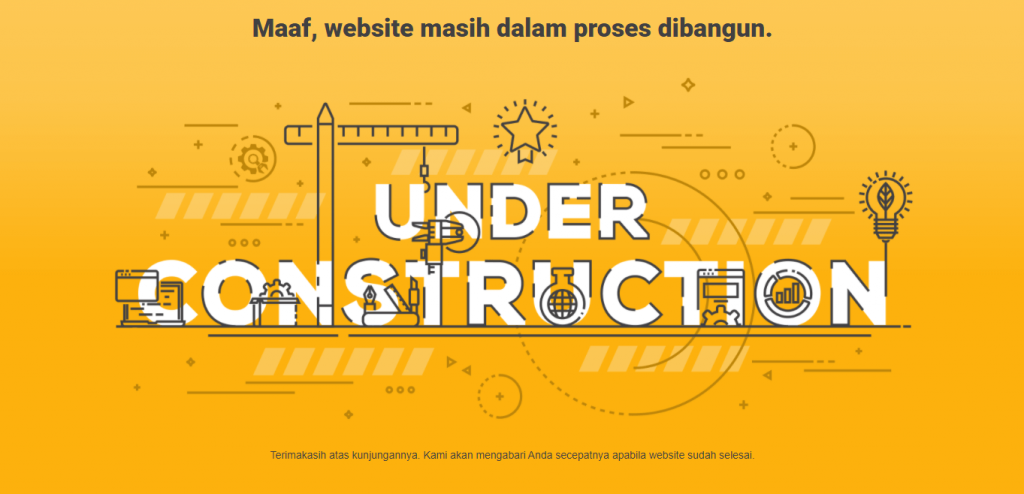 Maaf, website masih dalam proses dibangun.
UNDER
CONSTRUCTION
Terimakasih atas kunjungannya. Kami akan mengabari Anda secepatnya apabila website sudah selesai.